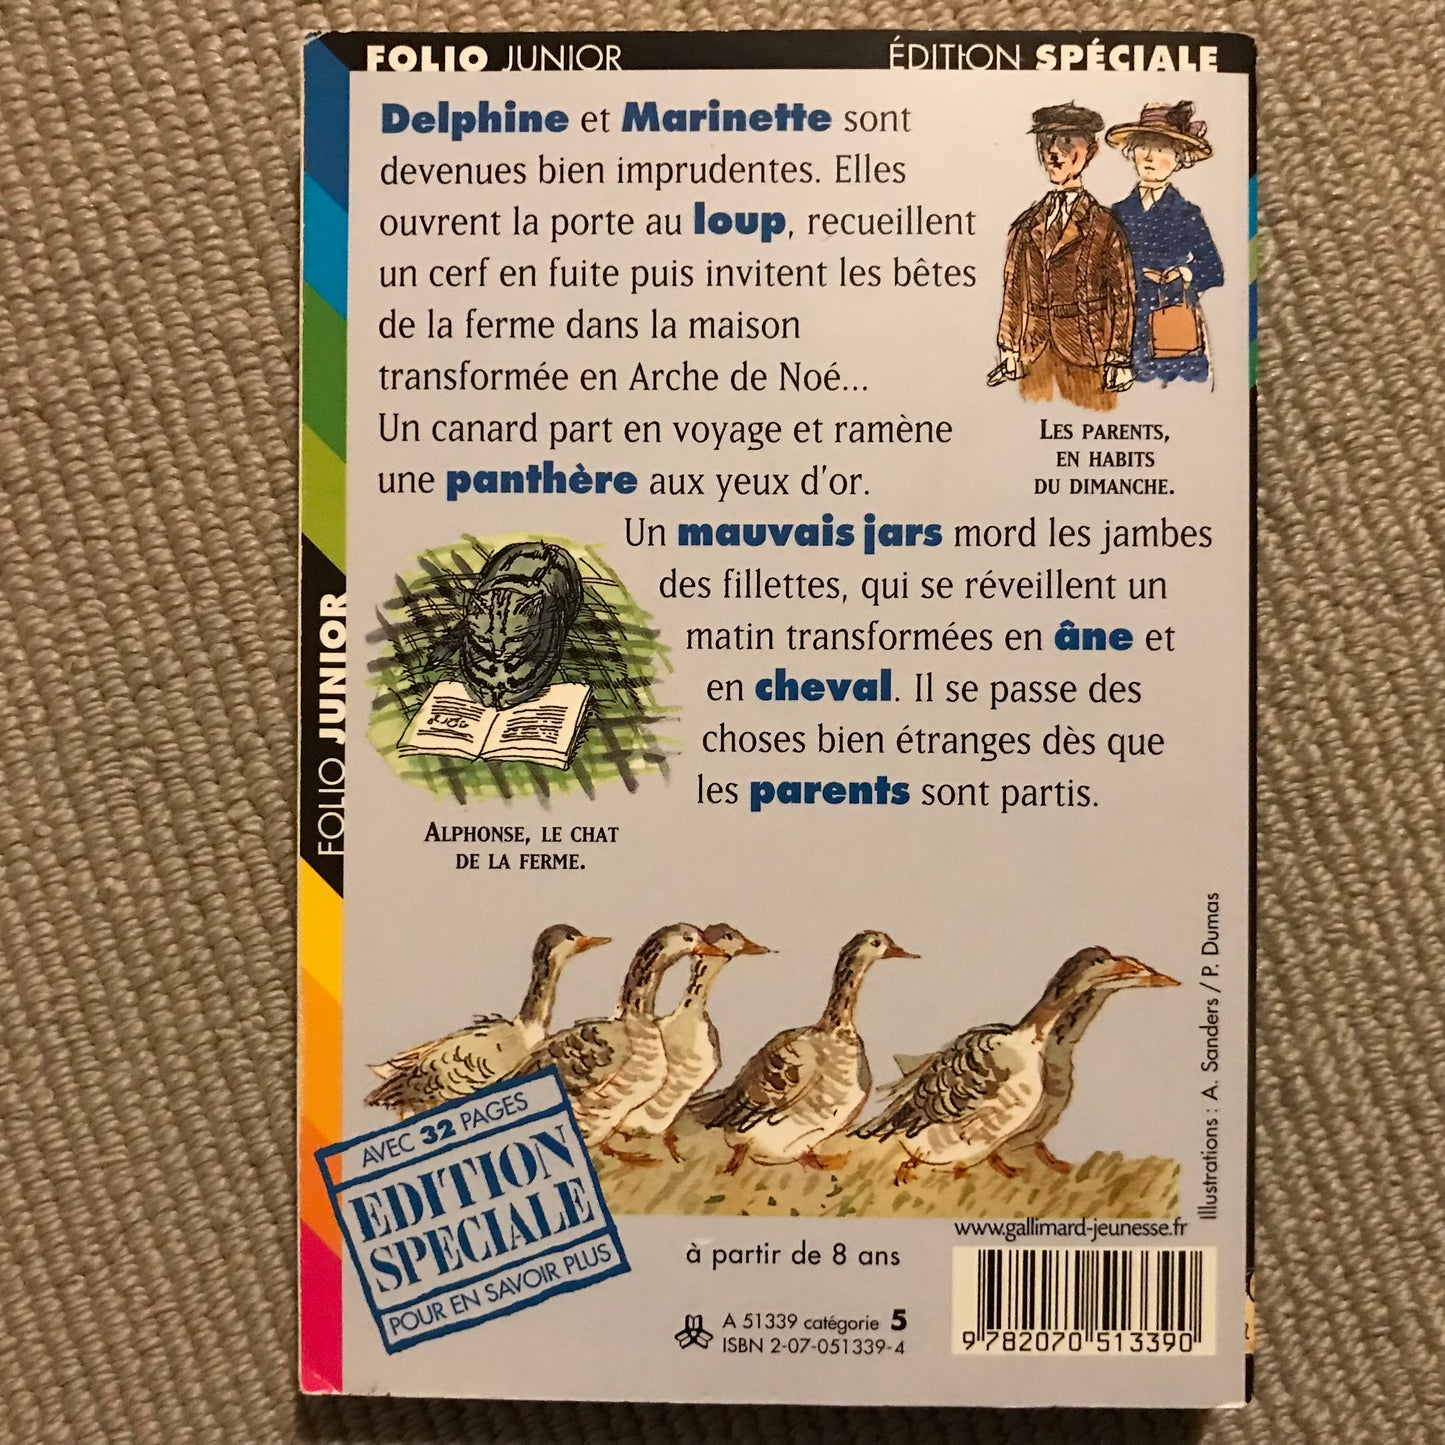 FOLIO JUNIOR
ÉDITION SPÉCIALE
Delphine et Marinette sont
devenues bien imprudentes. Elles
ouvrent la porte au loup, recueillent
un cerf en fuite puis invitent les bêtes
de la ferme dans la maison
transformée en Arche de Noé...
Un canard part en voyage et ramène
une panthère aux yeux d'or.
Un mauvais jars mord les jambes
des fillettes, qui se réveillent un
matin transformées en âne et
en cheval. Il se passe des
choses bien étranges dès que
les parents sont partis.
LES PARENTS,
EN HABITS
DU DIMANCHE.
ALPHONSE, LE CHAT
DE LA FERME.
FOLIO JUNIOR
Illustrations : A. Sanders / P. Dumas
AVEC 32 PAGES
EDITION
SPECIALE
POUR EN SAVOIR PLUS
www.gallimard-jeunesse.fr
à partir de 8 ans
A 51339 catégorie 5
ISBN 2-07-051339-4
9 782070 513390